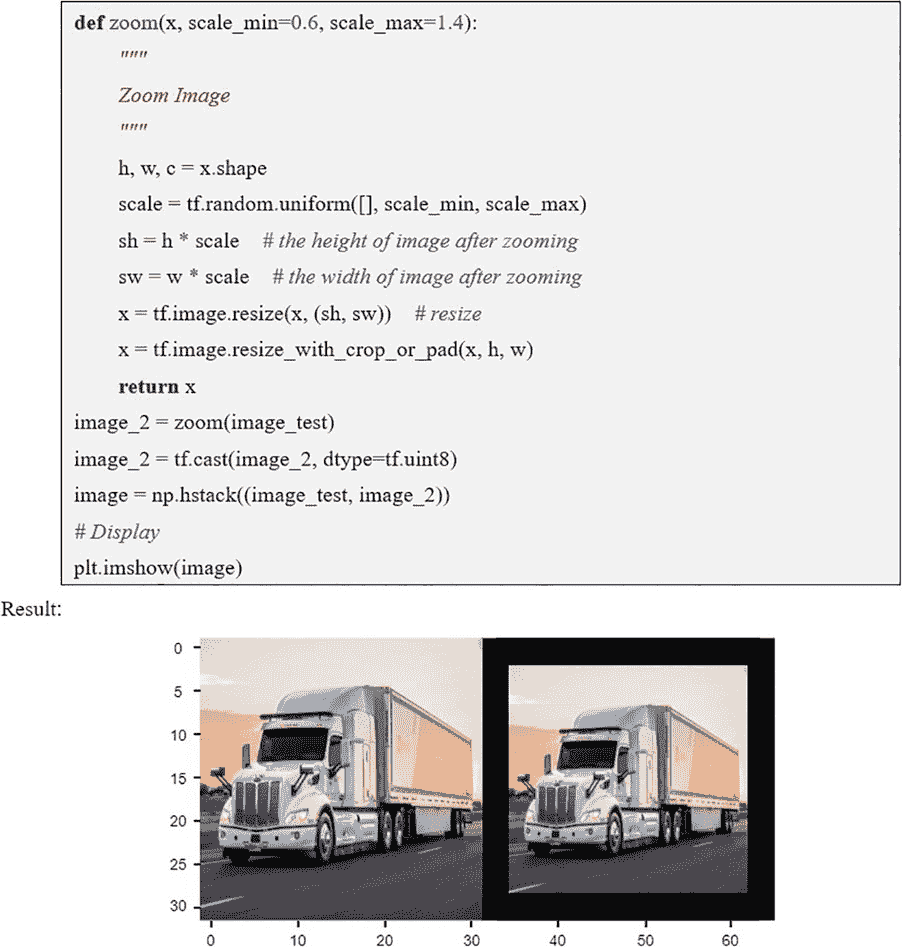 def zoom(x, scale_min=0.6, scale_max=1.4):
"""
Zoom Image
"""
h, w, c = x.shape
scale = tf.random.uniform([], scale_min, scale_max)
sh = h * scale # the height of image after zooming
sw = w * scale # the width of image after zooming
x = tf.image.resize(x, (sh, sw)) # resize
x = tf.image.resize_with_crop_or_pad(x, h, w)
return x
image_2 = zoom(image_test)
image_2 = tf.cast(image_2, dtype=tf.uint8)
image = np.hstack((image_test, image_2))
# Display
plt.imshow(image)
Result:
0
5
10
15
20
25
30
0 10 20 30 40 50 60